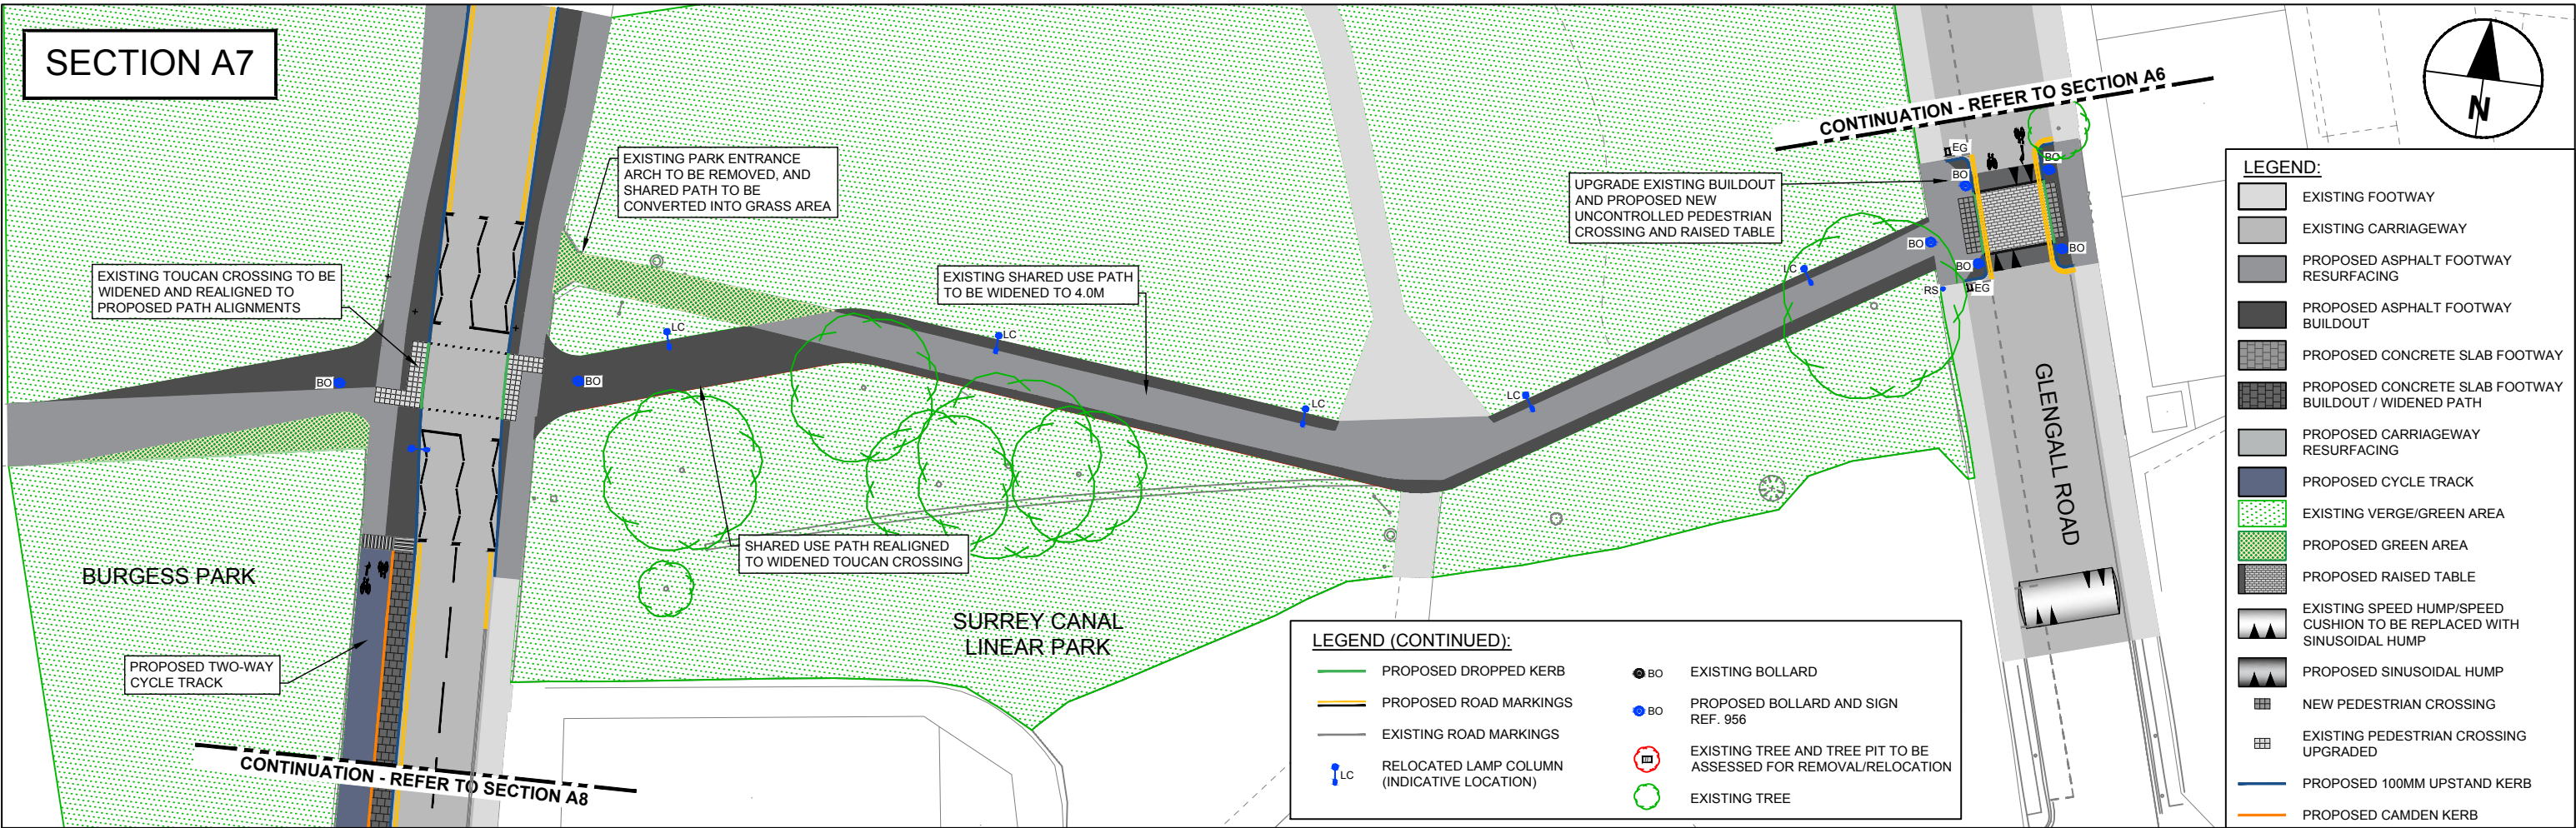 SECTION A7
EXISTING PARK ENTRANCE
ARCH TO BE REMOVED, AND
SHARED PATH TO BE
CONVERTED INTO GRASS AREA
EXISTING TOUCAN CROSSING TO BE
WIDENED AND REALIGNED TO
PROPOSED PATH ALIGNMENTS
EXISTING SHARED USE PATH
TO BE WIDENED TO 4.0M
UPGRADE EXISTING BUILDOUT
AND PROPOSED NEW
UNCONTROLLED PEDESTRIAN
CROSSING AND RAISED TABLE
CONTINUATION - REFER TO SECTION A6
N
EG
BO
BO
BO
BO
BO
RS
EG
LC
LC
LC
LC
LC
BO
BO
GLENGALL ROAD
SHARED USE PATH REALIGNED
TO WIDENED TOUCAN CROSSING
BURGESS PARK
SURREY CANAL
LINEAR PARK
PROPOSED TWO-WAY
CYCLE TRACK
CONTINUATION - REFER TO SECTION A8
LEGEND (CONTINUED):
PROPOSED DROPPED KERB
PROPOSED ROAD MARKINGS
EXISTING ROAD MARKINGS
LC
RELOCATED LAMP COLUMN
(INDICATIVE LOCATION)
BO
EXISTING BOLLARD
BO
PROPOSED BOLLARD AND SIGN
REF. 956
EXISTING TREE AND TREE PIT TO BE
ASSESSED FOR REMOVAL/RELOCATION
EXISTING TREE
LEGEND:
EXISTING FOOTWAY
EXISTING CARRIAGEWAY
PROPOSED ASPHALT FOOTWAY
RESURFACING
PROPOSED ASPHALT FOOTWAY
BUILDOUT
PROPOSED CONCRETE SLAB FOOTWAY
PROPOSED CONCRETE SLAB FOOTWAY
BUILDOUT / WIDENED PATH
PROPOSED CARRIAGEWAY
RESURFACING
PROPOSED CYCLE TRACK
EXISTING VERGE/GREEN AREA
PROPOSED GREEN AREA
PROPOSED RAISED TABLE
EXISTING SPEED HUMP/SPEED
CUSHION TO BE REPLACED WITH
SINUSOIDAL HUMP
PROPOSED SINUSOIDAL HUMP
NEW PEDESTRIAN CROSSING
EXISTING PEDESTRIAN CROSSING
UPGRADED
PROPOSED 100MM UPSTAND KERB
PROPOSED CAMDEN KERB